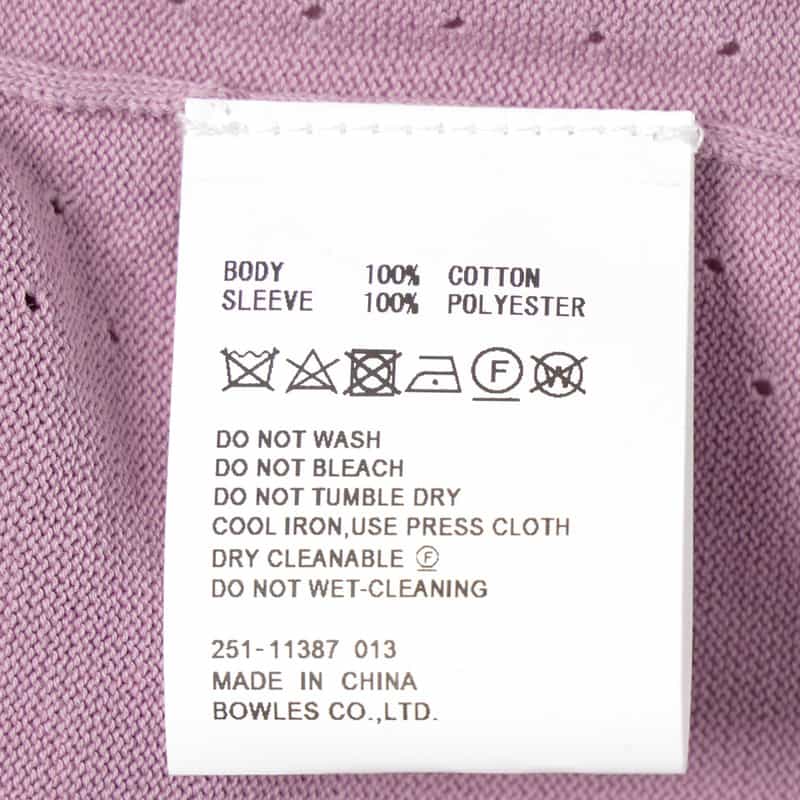 BODY 100% COTTON
SLEEVE 100% POLYESTER
F W
DO NOT WASH
DO NOT BLEACH
DO NOT TUMBLE DRY
COOL IRON,USE PRESS CLOTH
DRY CLEANABLE Ⓕ
DO NOT WET-CLEANING
251-11387 013
MADE IN CHINA
BOWLES CO.,LTD.